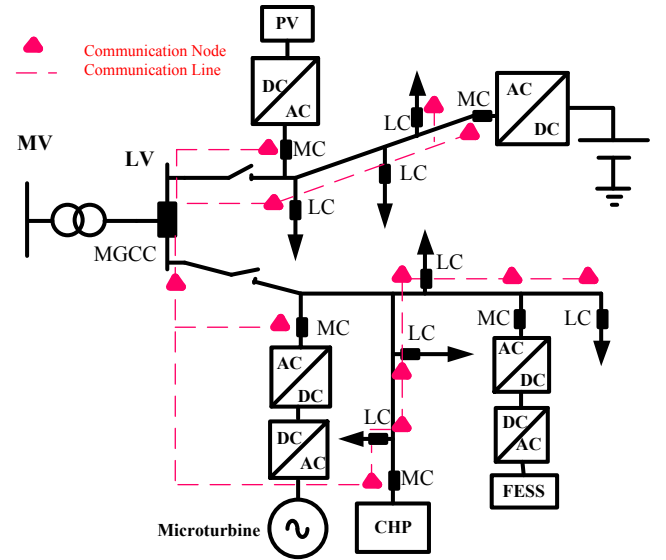 PV
Communication Node
Communication Line
DC
AC
AC
DC
MC
LC
MV
LV
MC
LC
LC
MGCC
LC
MC
MC
LC
LC
AC
DC
AC
DC
LC
DC
AC
DC
AC
MC
FESS
Microturbine
CHP